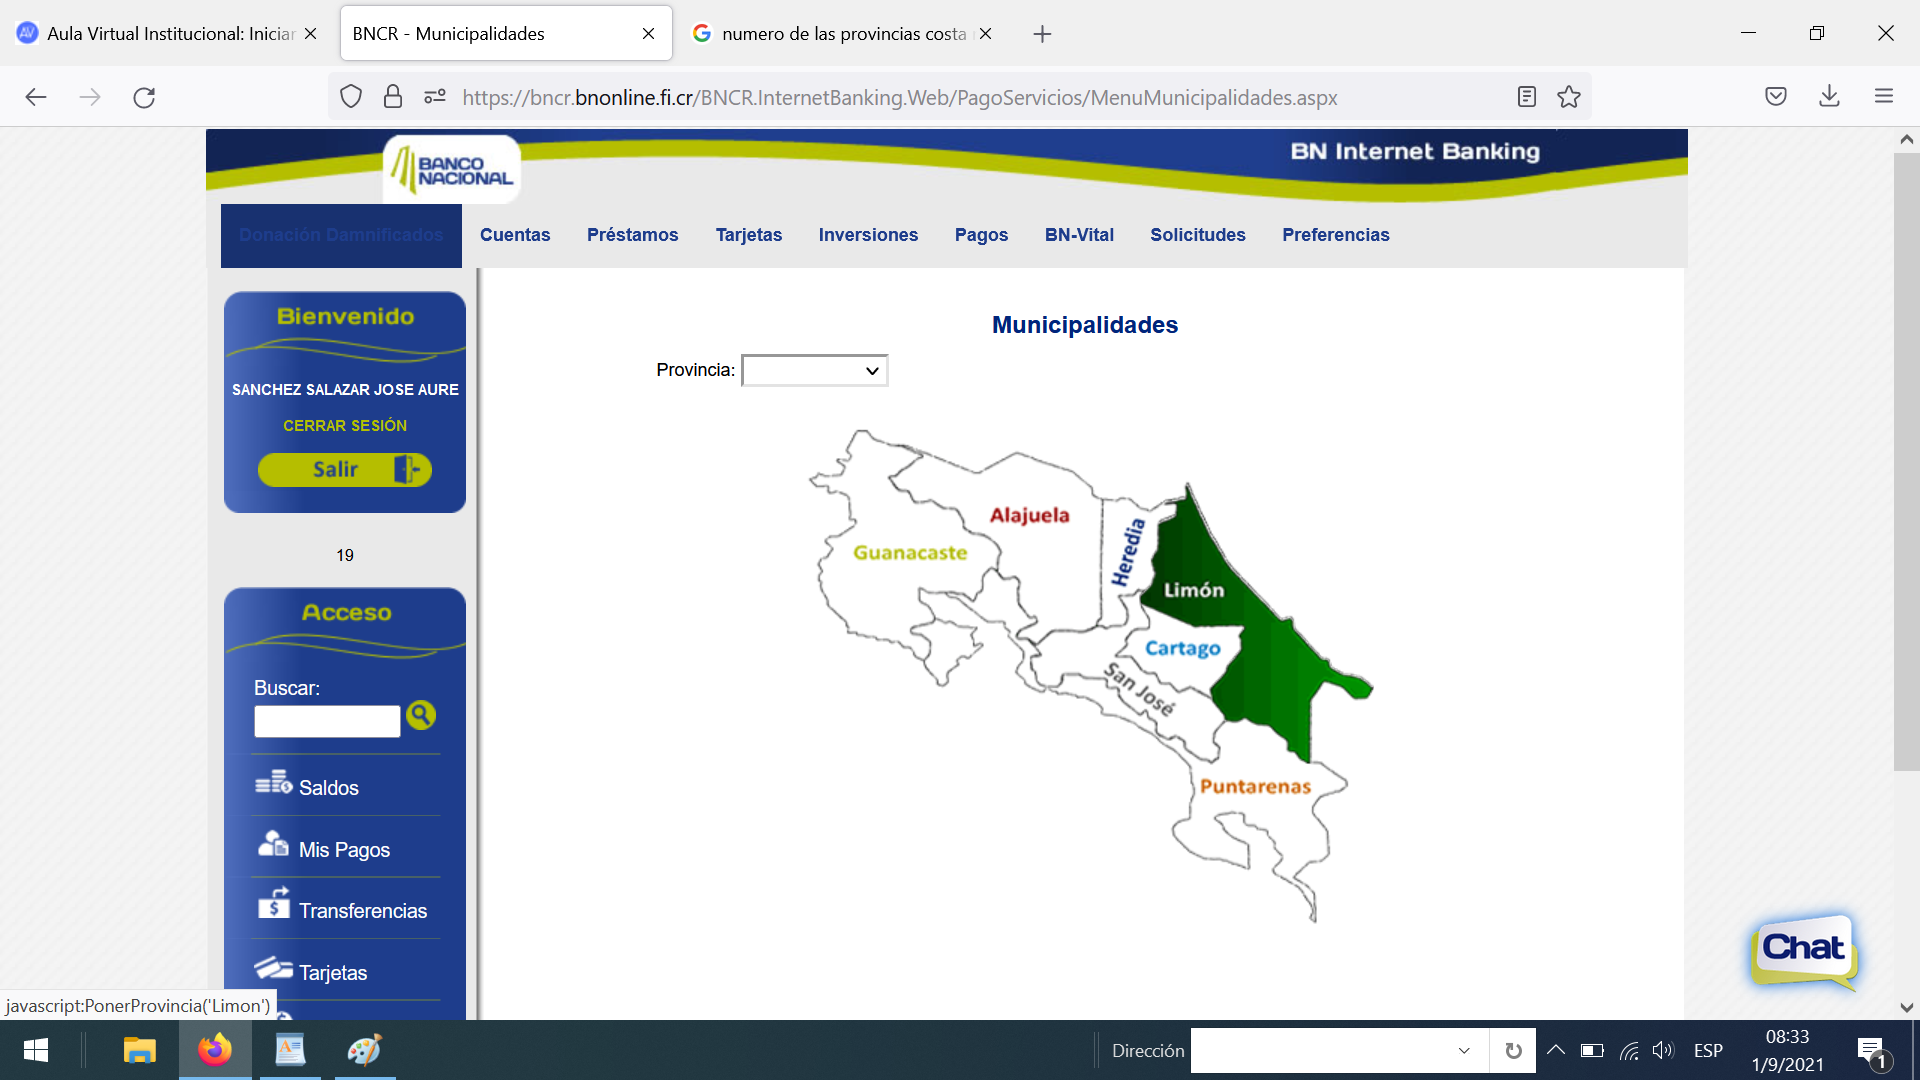 Aula Virtual Institucional: Iniciar
BNCR - Municipalidades
numero de las provincias costa
https://bncr.bnonline.fi.cr/BNCR.InternetBanking.Web/PagoServicios/MenuMunicipalidades.aspx
BANCO
NACIONAL
BN Internet Banking
Donación Damnificados
Cuentas
Préstamos
Tarjetas
Inversiones
Pagos
BN-Vital
Solicitudes
Preferencias
Bienvenido
SANCHEZ SALAZAR JOSE AURE
CERRAR SESIÓN
Salir
19
Acceso
Buscar:
Saldos
Mis Pagos
Transferencias
Tarjetas
Municipalidades
Provincia:
Alajuela
Guanacaste
Heredia
Limón
Cartago
San José
Puntarenas
Chat
javascript:PonerProvincia('Limon')
Dirección
ESP
08:33
1/9/2021
1